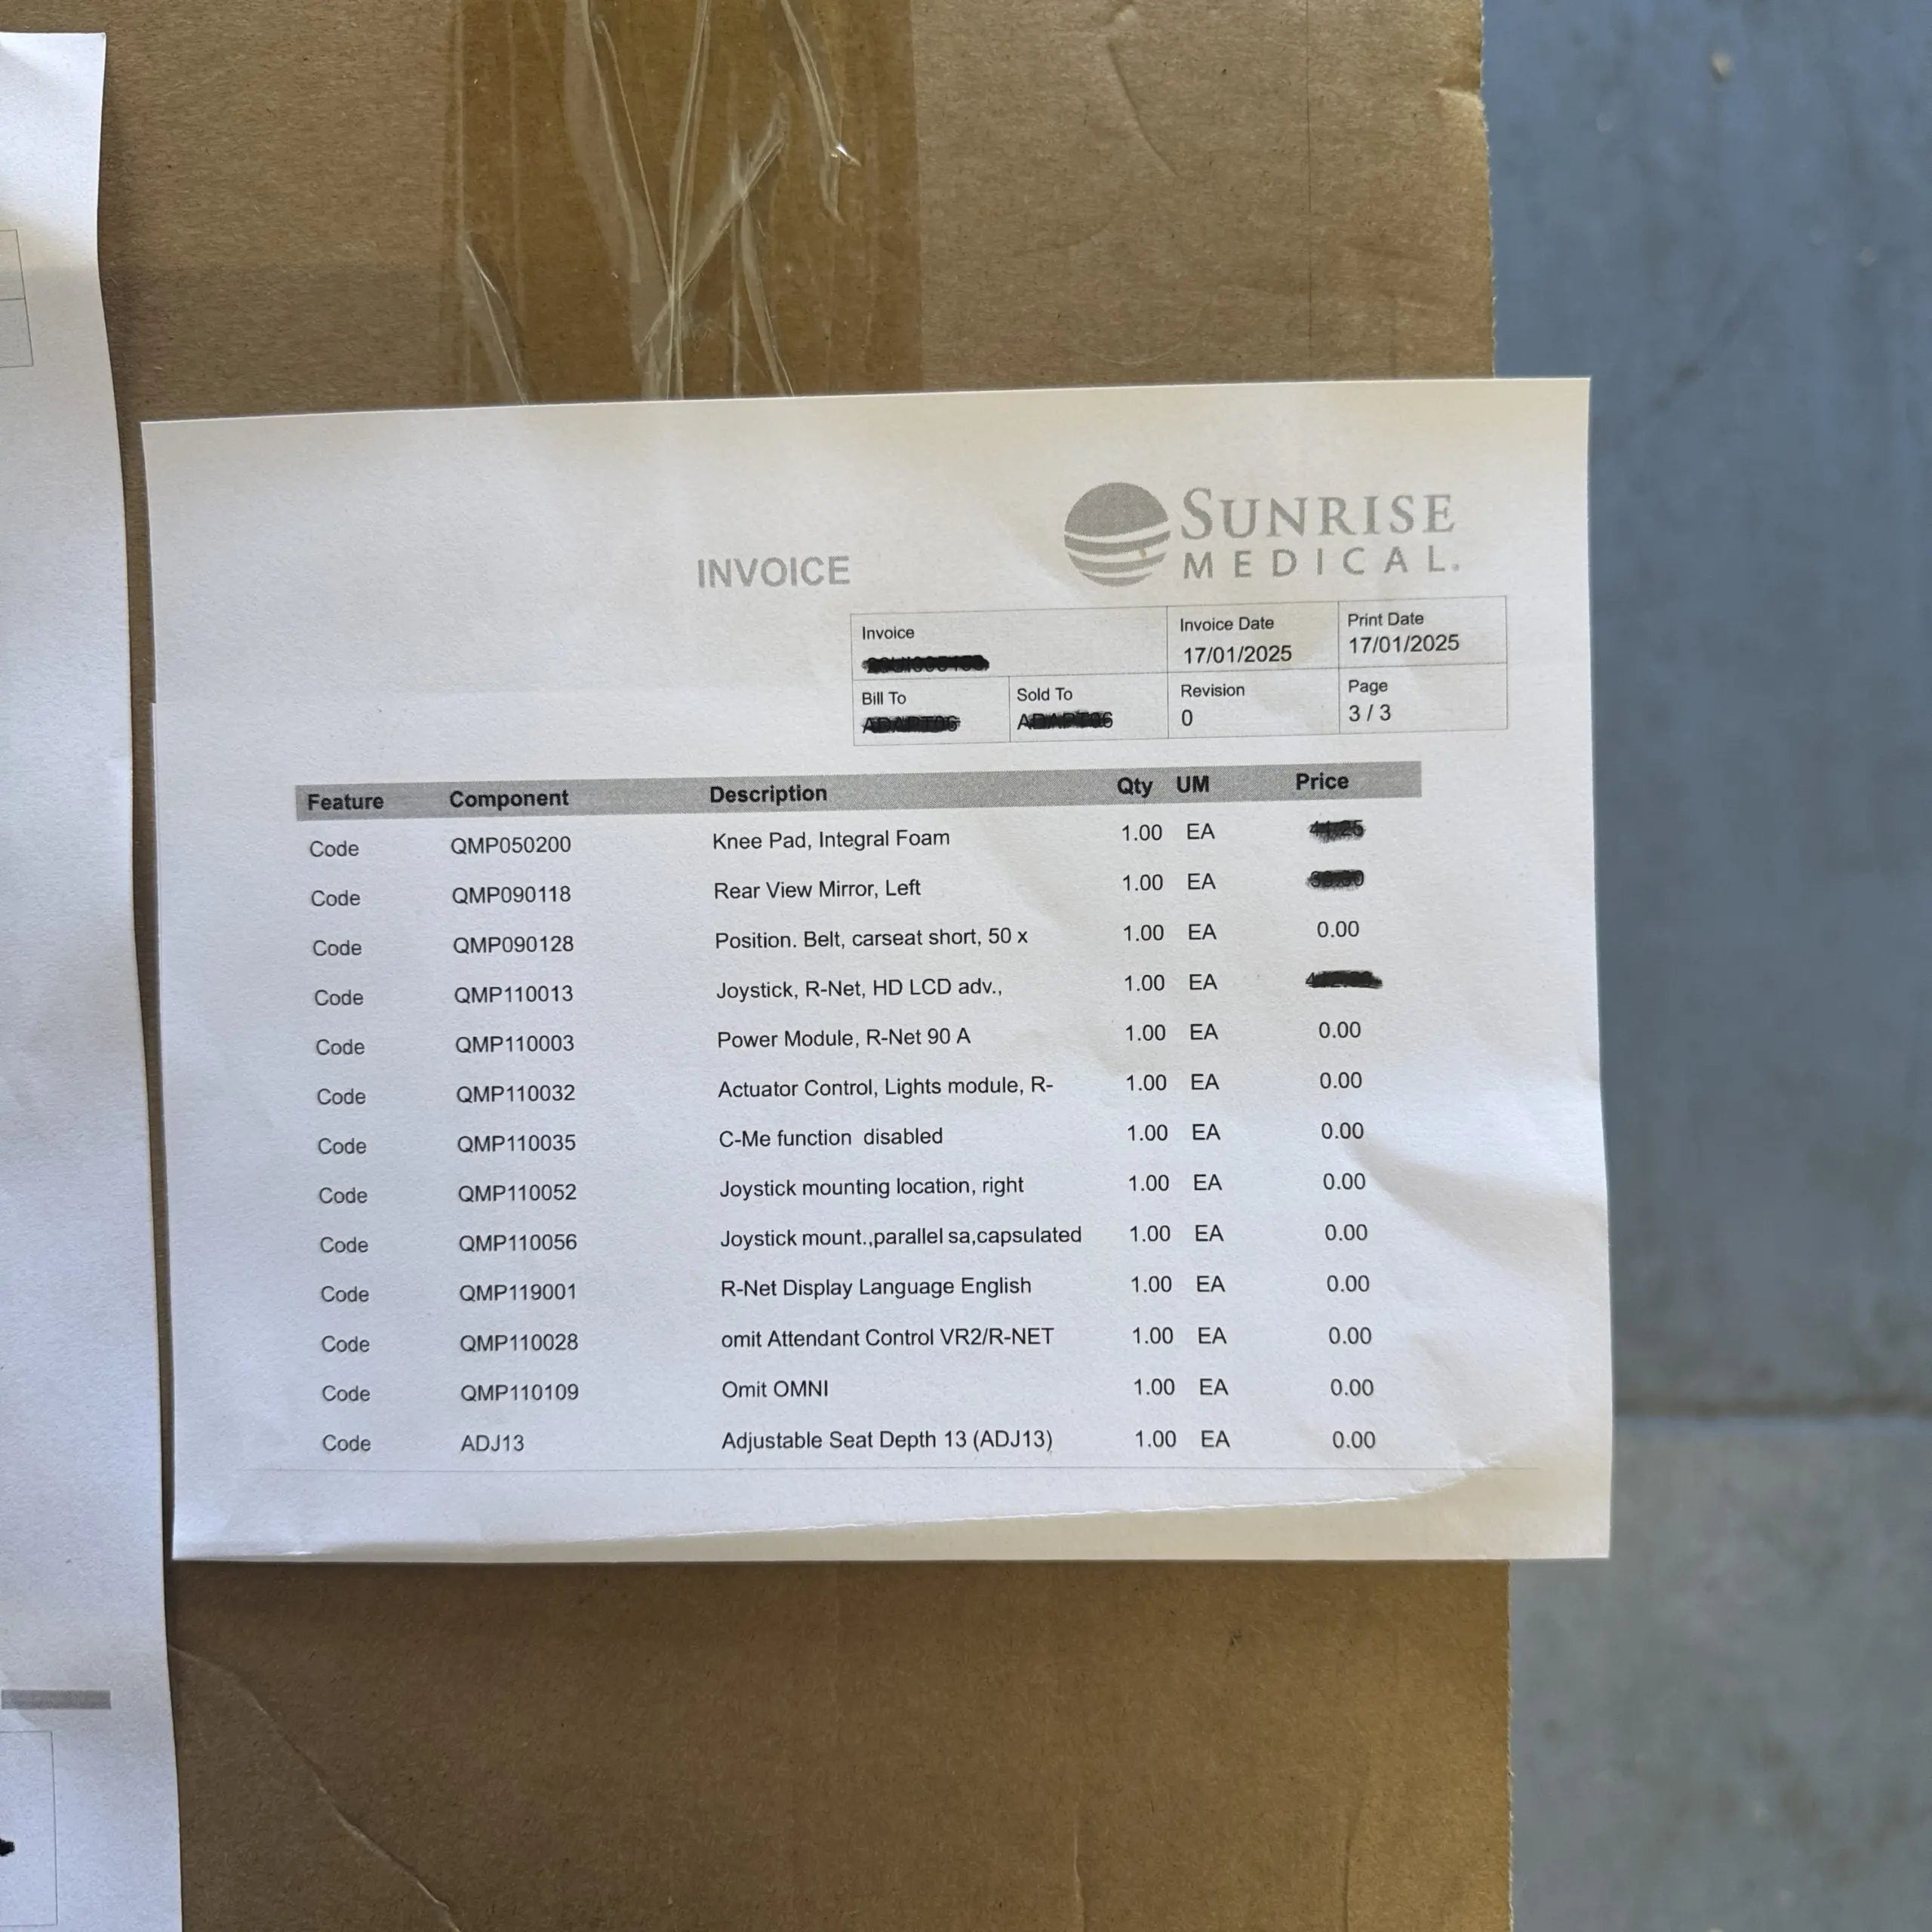 SUNRISE
MEDICAL.
INVOICE
Invoice
Invoice Date
Print Date
17/01/2025
17/01/2025
Bill To
Sold To
Revision
Page
0
3 / 3
Feature Component Description Qty UM Price
Code QMP050200 Knee Pad, Integral Foam 1.00 EA
Code QMP090118 Rear View Mirror, Left 1.00 EA
Code QMP090128 Position. Belt, carseat short, 50 x 1.00 EA 0.00
Code QMP110013 Joystick, R-Net, HD LCD adv., 1.00 EA
Code QMP110003 Power Module, R-Net 90 A 1.00 EA 0.00
Code QMP110032 Actuator Control, Lights module, R- 1.00 EA 0.00
Code QMP110035 C-Me function disabled 1.00 EA 0.00
Code QMP110052 Joystick mounting location, right 1.00 EA 0.00
Code QMP110056 Joystick mount.,parallel sa,capsulated 1.00 EA 0.00
Code QMP119001 R-Net Display Language English 1.00 EA 0.00
Code QMP110028 omit Attendant Control VR2/R-NET 1.00 EA 0.00
Code QMP110109 Omit OMNI 1.00 EA 0.00
Code ADJ13 Adjustable Seat Depth 13 (ADJ13) 1.00 EA 0.00